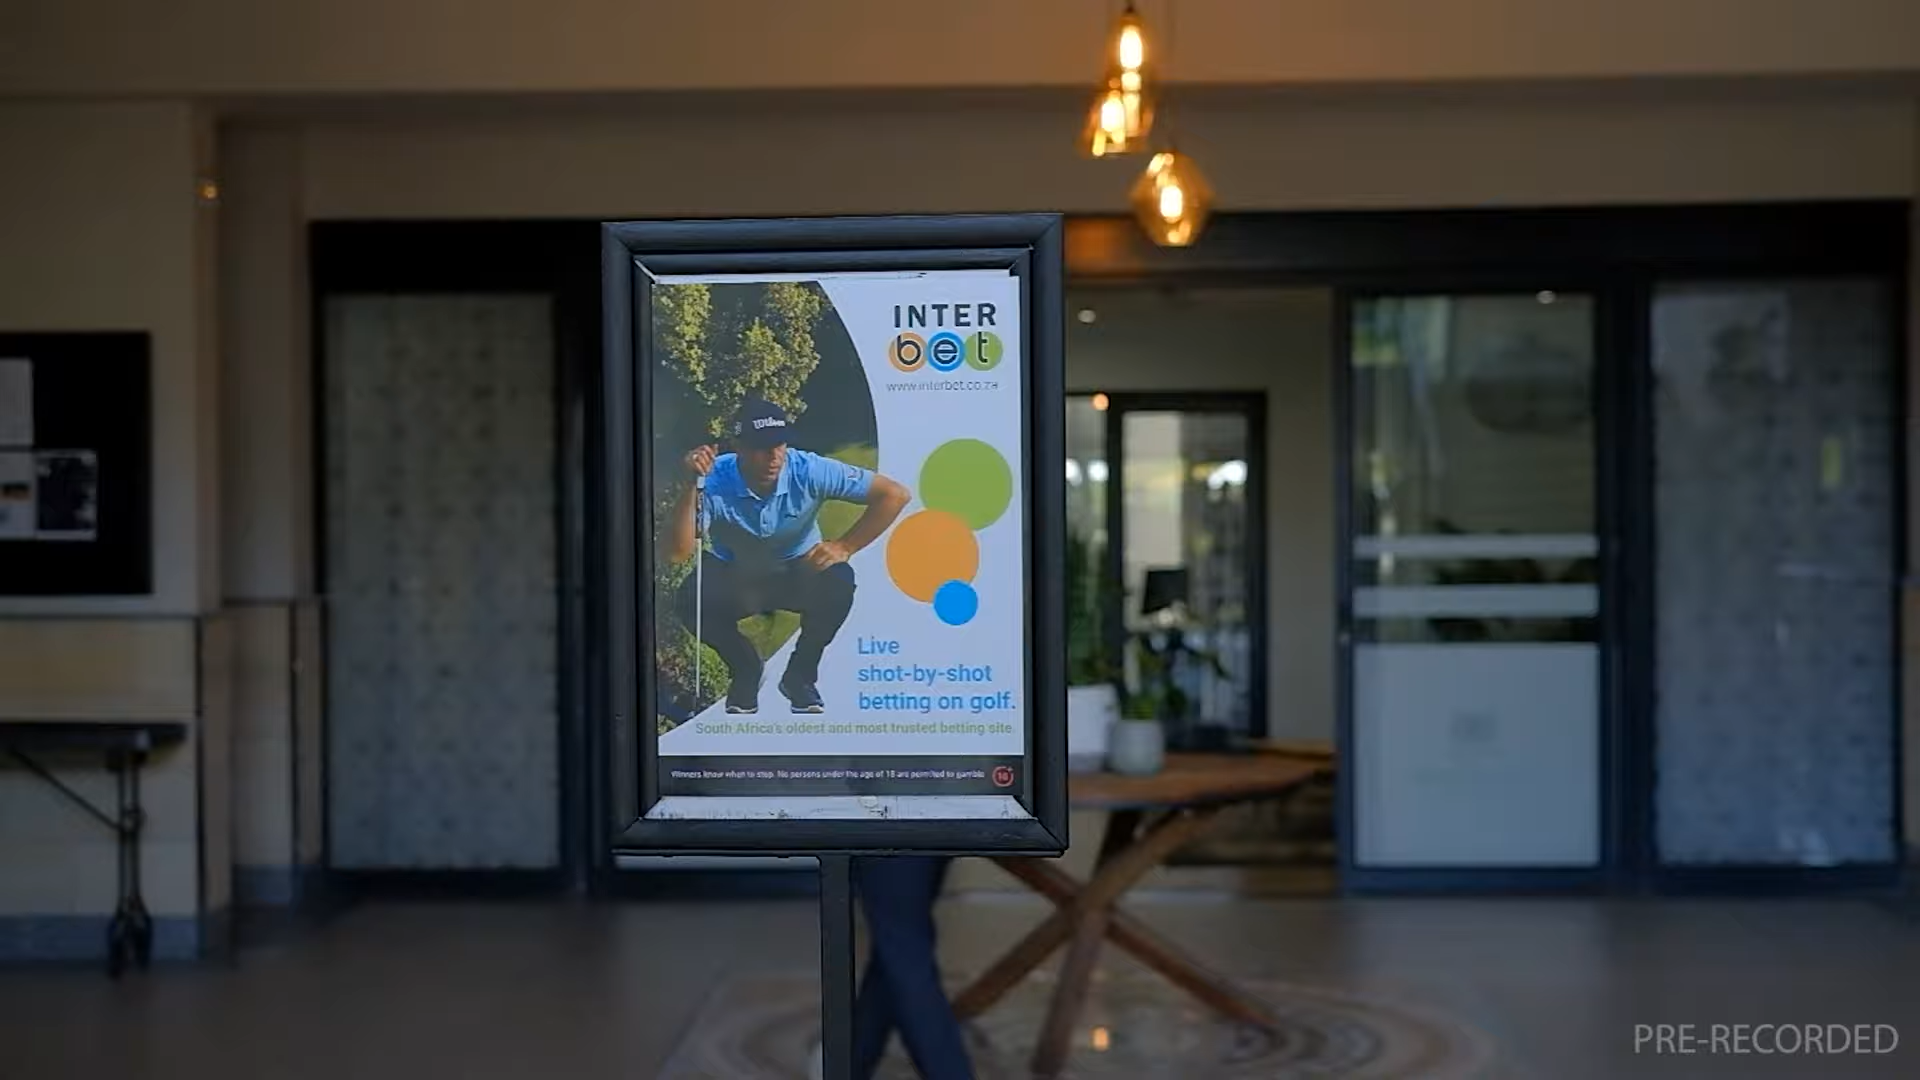 INTER
bet
www.interbet.co.za
Wilson
Live
shot-by-shot
betting on golf.
South Africa's oldest and most trusted betting site.
Winners know when to stop. No persons under the age of 18 are permitted to gamble
18
PRE-RECORDED